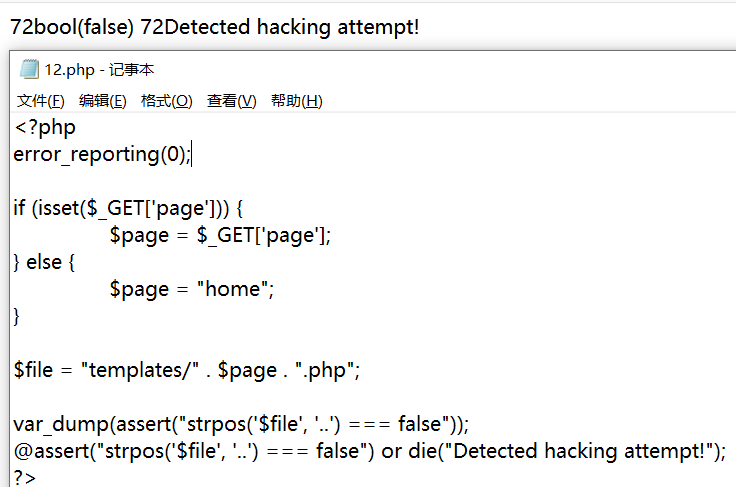 72bool(false) 72Detected hacking attempt!
12.php - 记事本
文件(F) 编辑(E) 格式(O) 查看(V) 帮助(H)
<?php
error_reporting(0);
if (isset($_GET['page'])) {
$page = $_GET['page'];
} else {
$page = "home";
}
$file = "templates/" . $page . ".php";
var_dump(assert("strpos('$file', '..') === false"));
@assert("strpos('$file', '..') === false") or die("Detected hacking attempt!");
?>